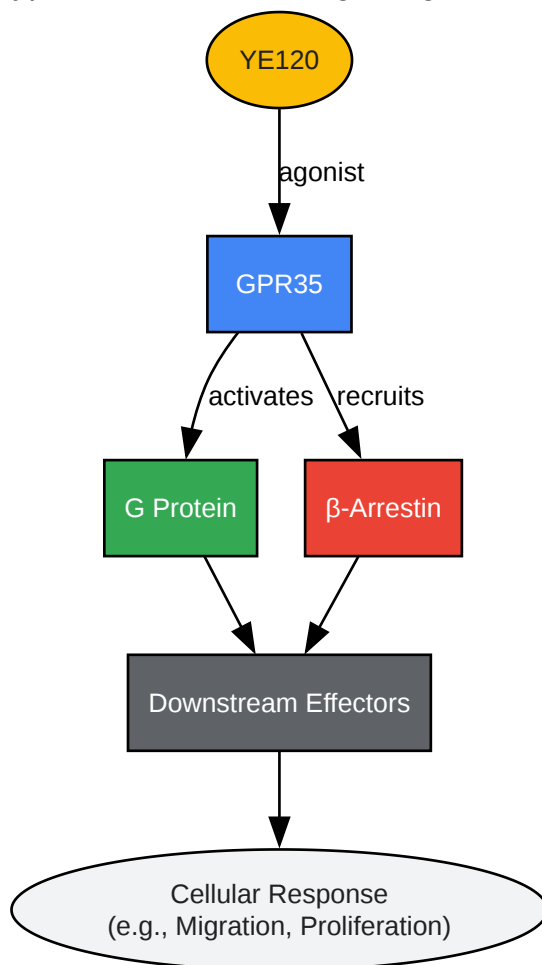 YE120
agonist
GPR35
activates
recruits
G Protein
β-Arrestin
Downstream Effectors
Cellular Response
(e.g., Migration, Proliferation)